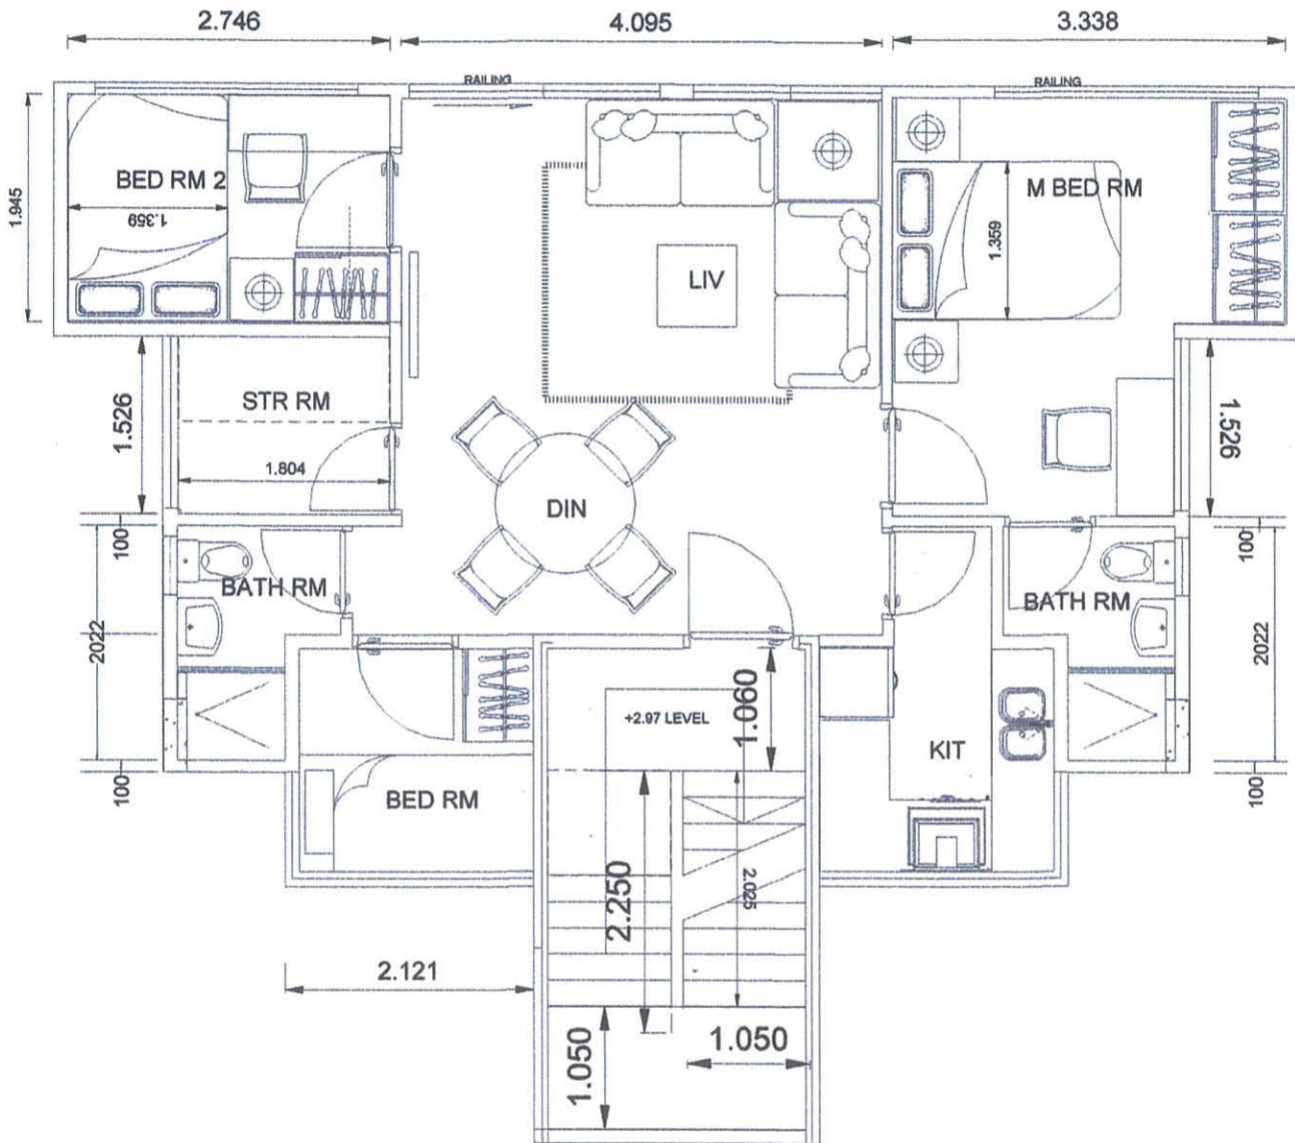 2.746
4.095
3.338
RAILING
RAILING
1.945
BED RM 2
1.359
M BED RM
1.359
LIV
1.526
STR RM
1.804
1.526
DIN
100
BATH RM
2022
100
BATH RM
2022
+2.97 LEVEL
1.060
KIT
100
BED RM
100
2.250
2.025
2.121
1.050
1.050